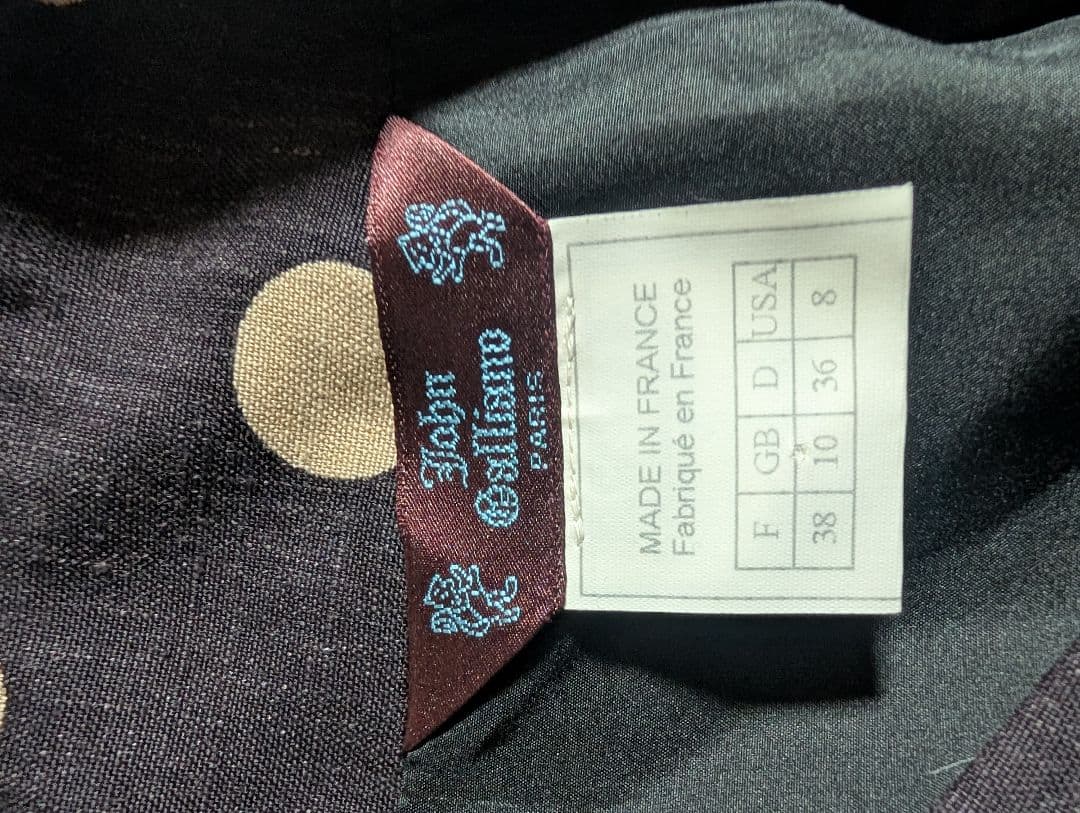 John
Galliano
PARIS
MADE IN FRANCE
Fabriqué en France
F GB D USA
38 10 36 8